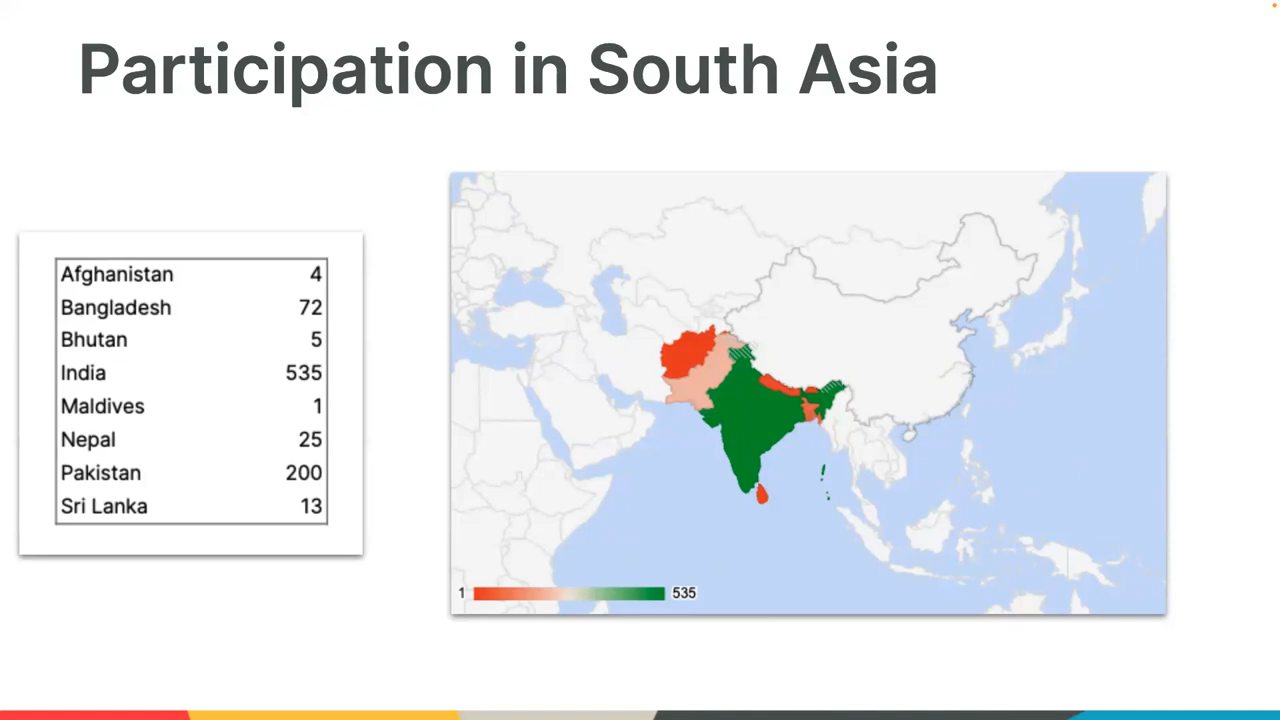 Participation in South Asia
Afghanistan 4
Bangladesh 72
Bhutan 5
India 535
Maldives 1
Nepal 25
Pakistan 200
Sri Lanka 13
1 535